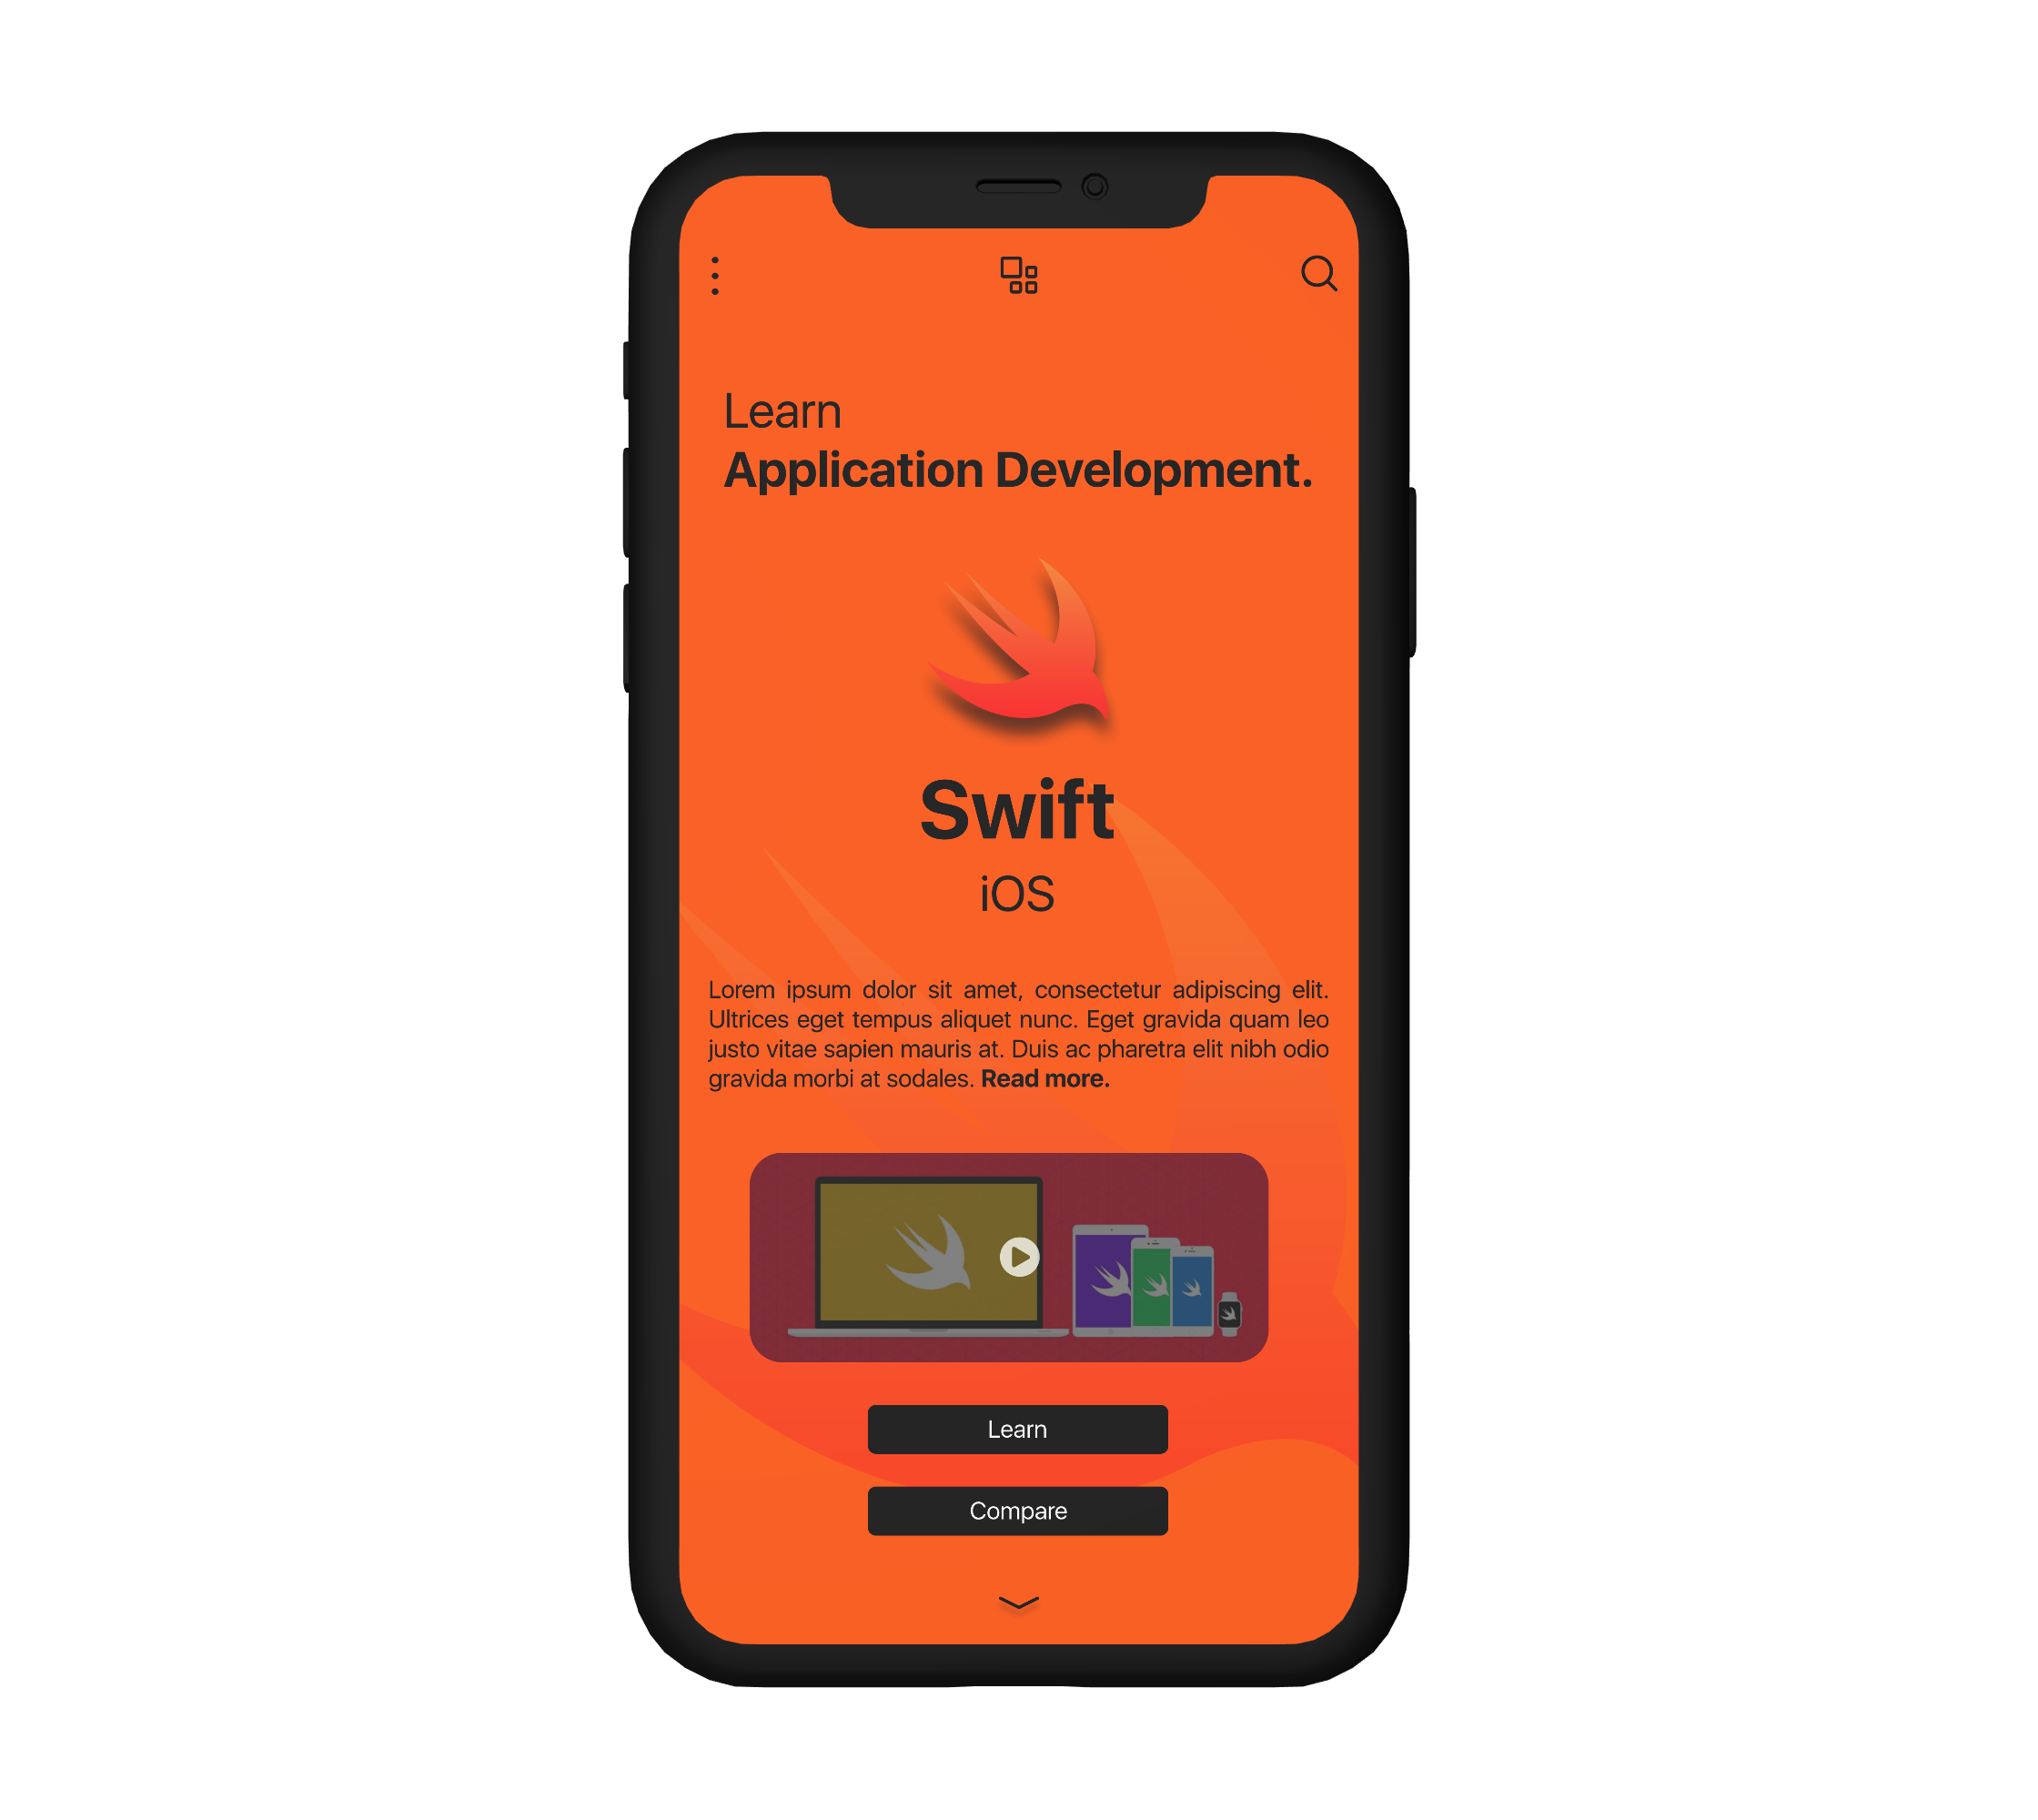 Learn
Application Development.
Swift
iOS
Lorem ipsum dolor sit amet, consectetur adipiscing elit.
Ultrices eget tempus aliquet nunc. Eget gravida quam leo
justo vitae sapien mauris at. Duis ac pharetra elit nibh odio
gravida morbi at sodales. Read more.
Learn
Compare